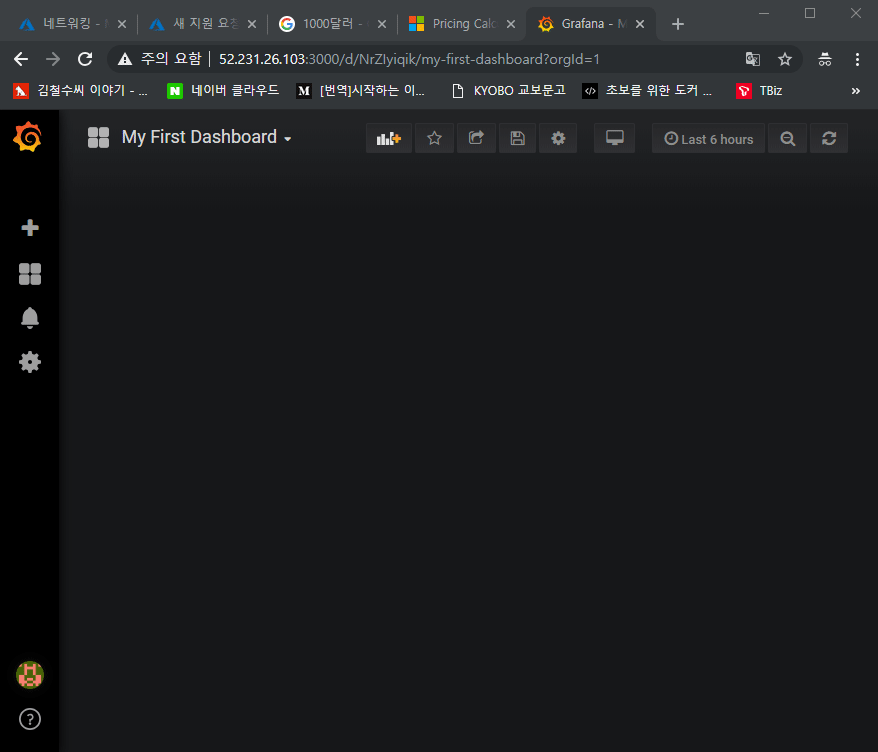 네트워킹 -
새 지원 요청
1000달러 -
Pricing Calc
Grafana - M
주의 요함
52.231.26.103:3000/d/NrZIyiqik/my-first-dashboard?orgId=1
김철수씨 이야기 - ...
네이버 클라우드
[번역]시작하는 이...
KYOBO 교보문고
초보를 위한 도커 ...
TBiz
»
My First Dashboard
Last 6 hours